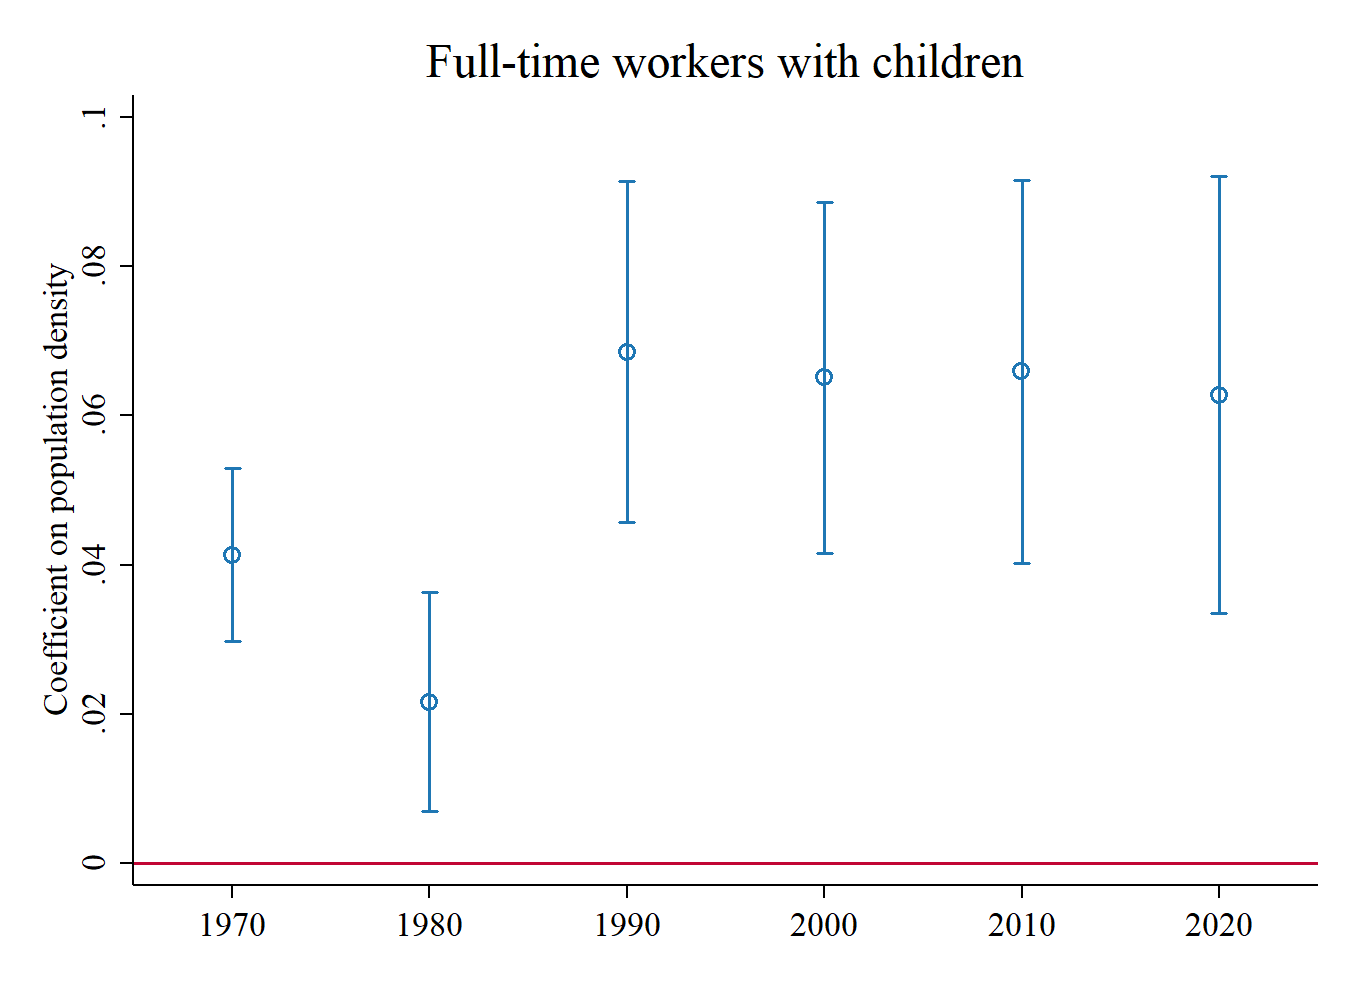 Full-time workers with children
Coefficient on population density
.1
.08
.06
.04
.02
0
1970 1980 1990 2000 2010 2020